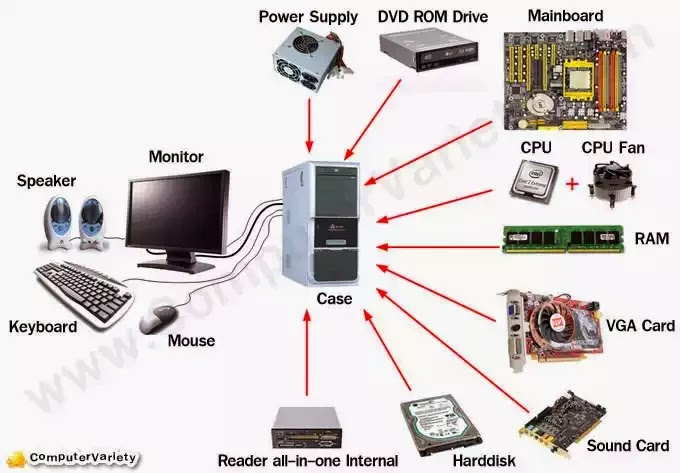 Power Supply
DVD ROM Drive
Mainboard
CPU
CPU Fan
+
Monitor
Speaker
RAM
Case
Keyboard
Mouse
VGA Card
Reader all-in-one Internal
Harddisk
Sound Card
ComputerVariety